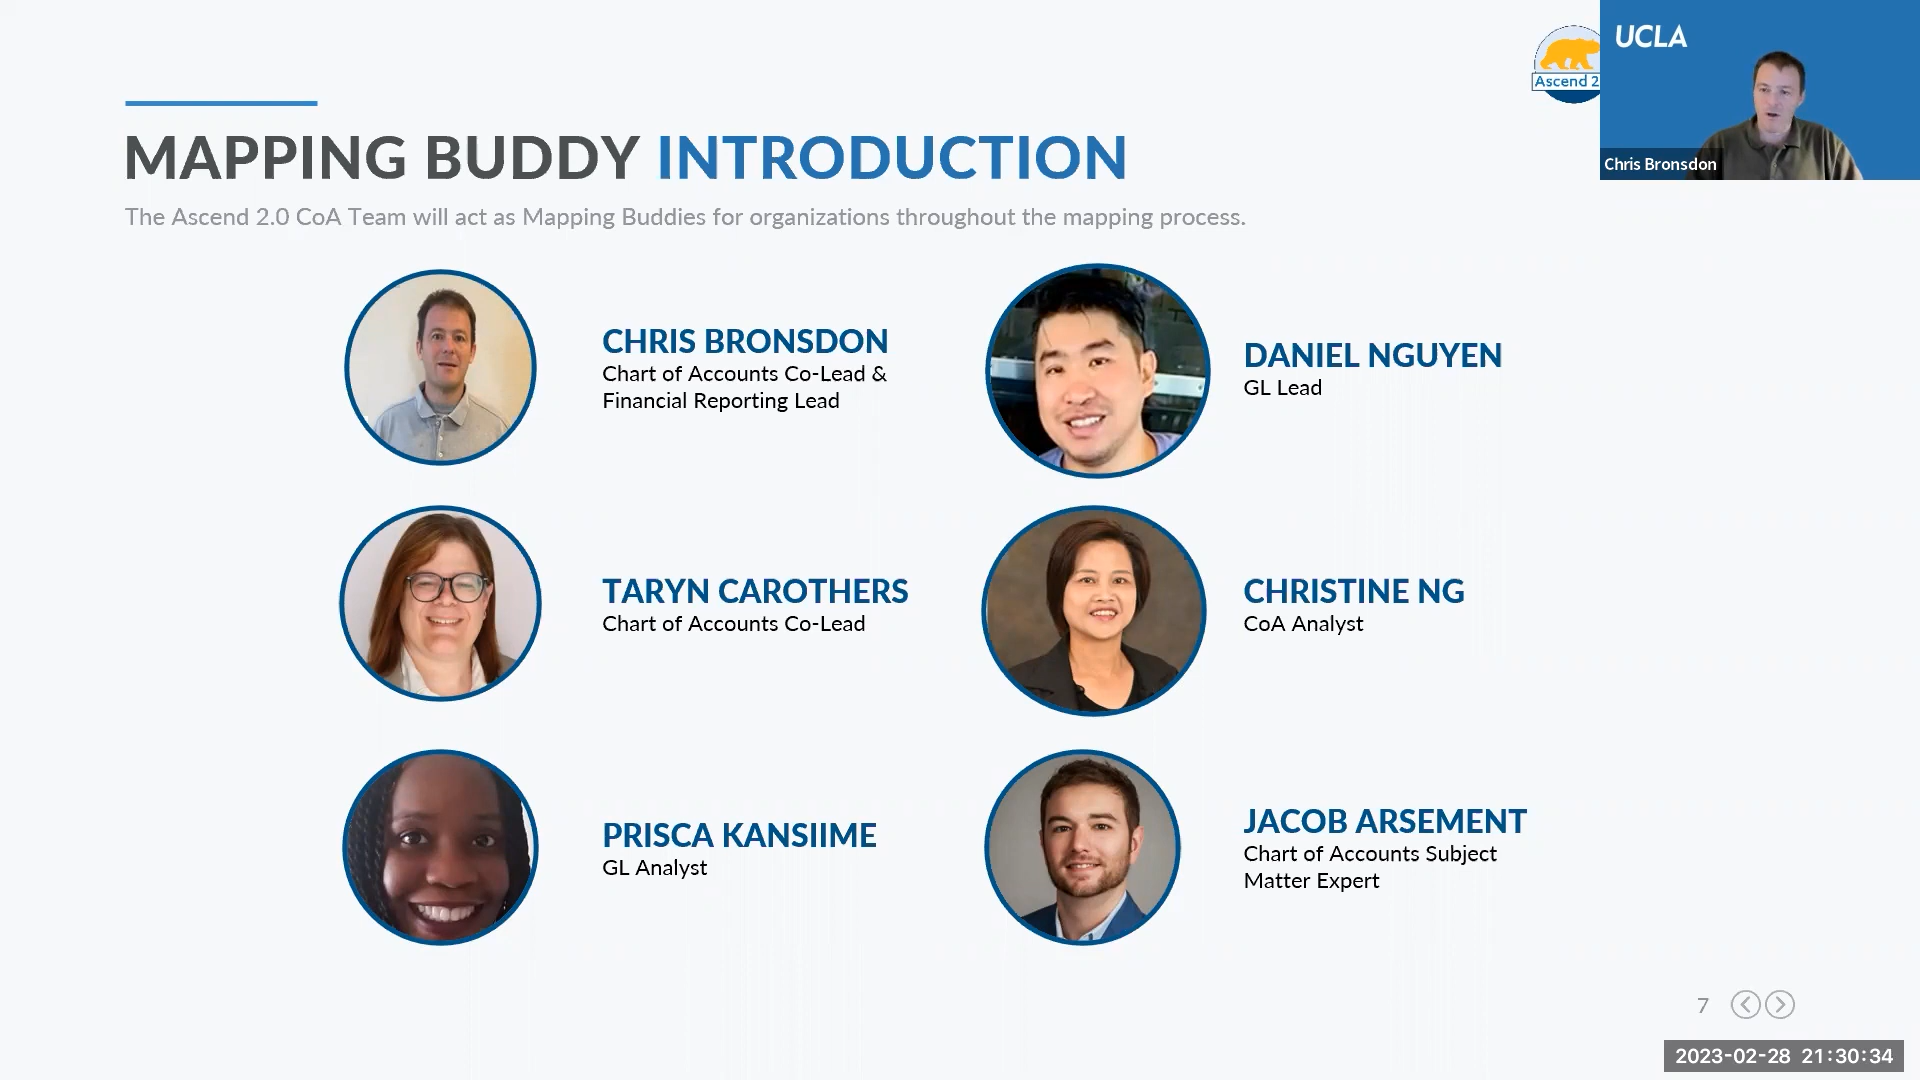 UCLA
Ascend 2
Chris Bronsdon
MAPPING BUDDY INTRODUCTION
The Ascend 2.0 CoA Team will act as Mapping Buddies for organizations throughout the mapping process.
CHRIS BRONSDON
Chart of Accounts Co-Lead &
Financial Reporting Lead
DANIEL NGUYEN
GL Lead
TARYN CAROTHERS
Chart of Accounts Co-Lead
CHRISTINE NG
CoA Analyst
PRISCA KANSIIME
GL Analyst
JACOB ARSEMENT
Chart of Accounts Subject
Matter Expert
7
2023-02-28 21:30:34